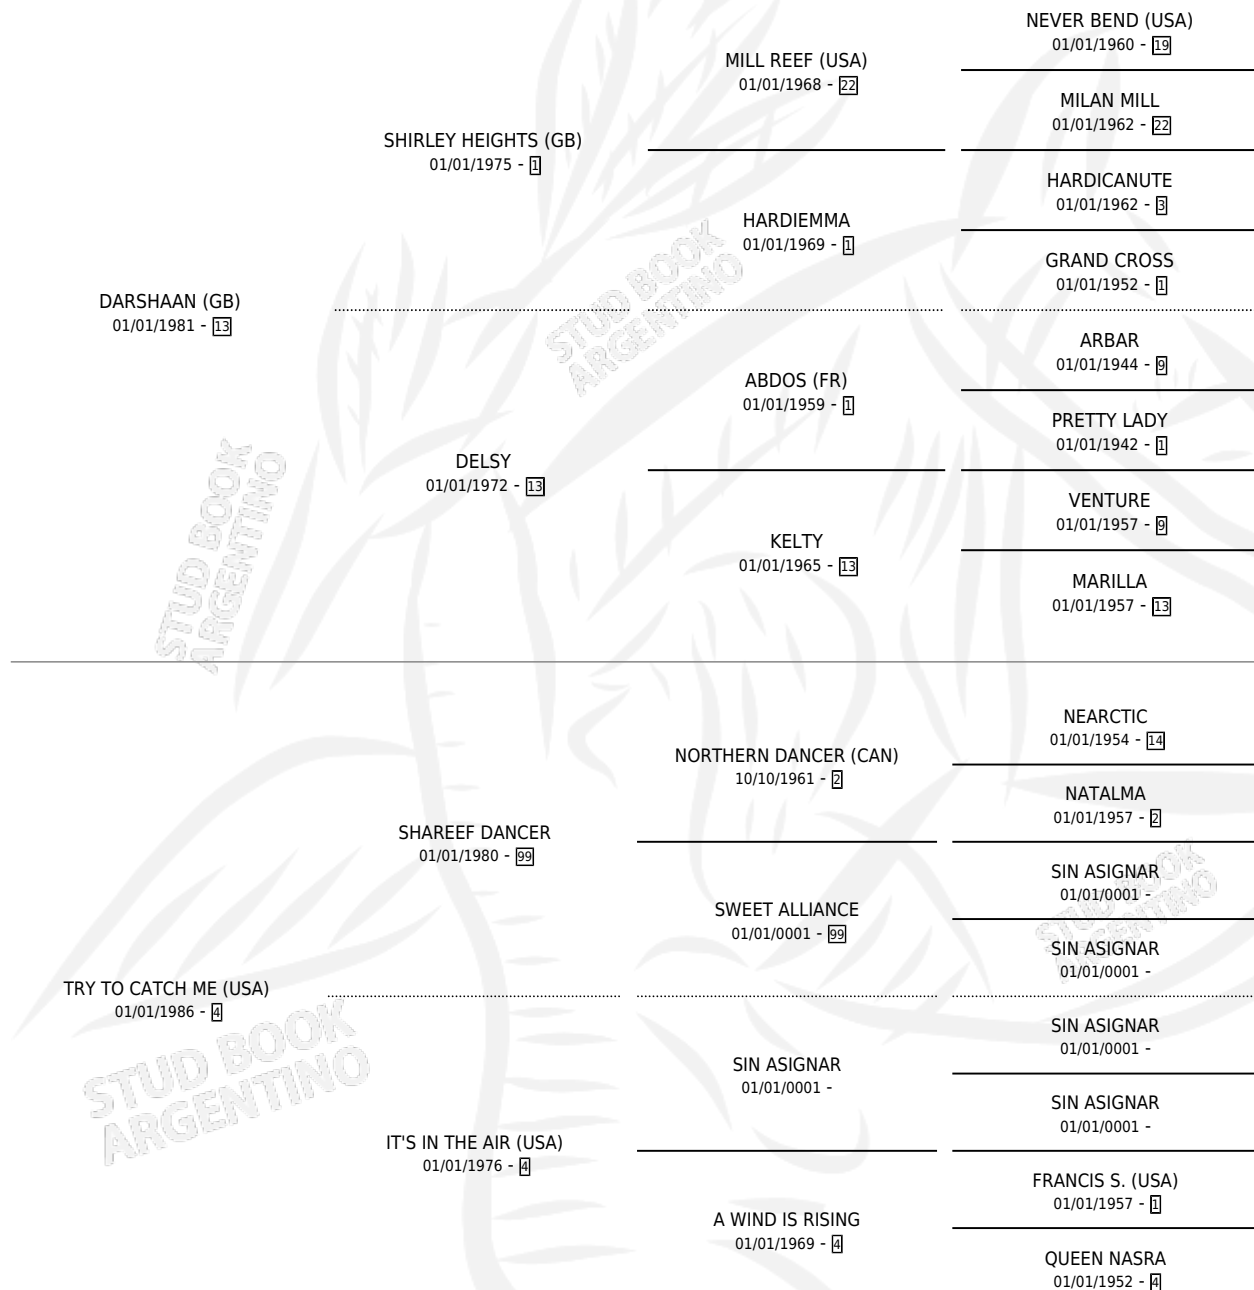 NEVER BEND (USA)
01/01/1960 - 19
MILL REEF (USA)
01/01/1968 - 22
MILAN MILL
01/01/1962 - 22
SHIRLEY HEIGHTS (GB)
01/01/1975 - 1
HARDICANUTE
01/01/1962 - 3
HARDIEMMA
01/01/1969 - 1
GRAND CROSS
01/01/1952 - 1
DARSHAAN (GB)
01/01/1981 - 13
ARBAR
01/01/1944 - 9
ABDOS (FR)
01/01/1959 - 1
PRETTY LADY
01/01/1942 - 1
DELSY
01/01/1972 - 13
VENTURE
01/01/1957 - 9
KELTY
01/01/1965 - 13
MARILLA
01/01/1957 - 13
NEARCTIC
01/01/1954 - 14
NORTHERN DANCER (CAN)
10/10/1961 - 2
NATALMA
01/01/1957 - 2
SHAREEF DANCER
01/01/1980 - 99
SIN ASIGNAR
01/01/0001 -
SWEET ALLIANCE
01/01/0001 - 99
SIN ASIGNAR
01/01/0001 -
TRY TO CATCH ME (USA)
01/01/1986 - 4
SIN ASIGNAR
01/01/0001 -
SIN ASIGNAR
01/01/0001 -
SIN ASIGNAR
01/01/0001 -
IT'S IN THE AIR (USA)
01/01/1976 - 4
FRANCIS S. (USA)
01/01/1957 - 1
A WIND IS RISING
01/01/1969 - 4
QUEEN NASRA
01/01/1952 - 4
STUD BOOK
ARGENTINO
STUD BOOK
ARGENTINO
STUD BOOK
ARGENTINO
STUD BOOK
ARGENTINO